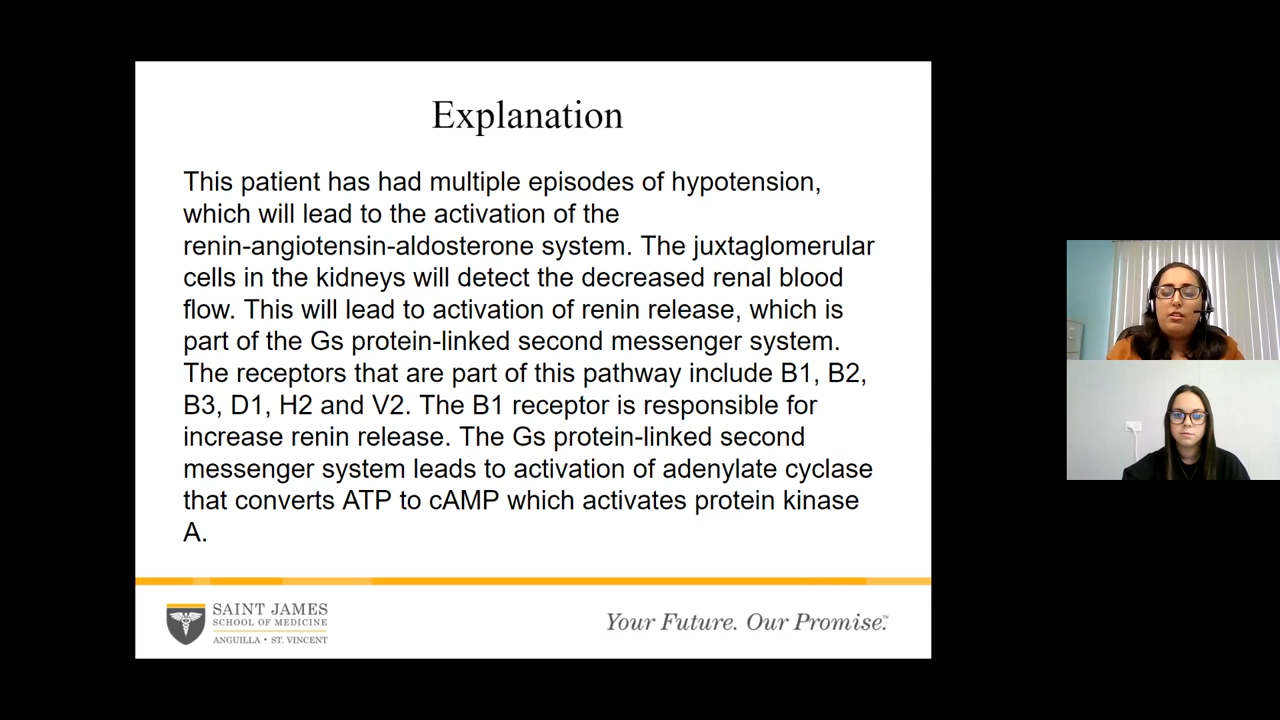 Explanation
This patient has had multiple episodes of hypotension,
which will lead to the activation of the
renin-angiotensin-aldosterone system. The juxtaglomerular
cells in the kidneys will detect the decreased renal blood
flow. This will lead to activation of renin release, which is
part of the Gs protein-linked second messenger system.
The receptors that are part of this pathway include B1, B2,
B3, D1, H2 and V2. The B1 receptor is responsible for
increase renin release. The Gs protein-linked second
messenger system leads to activation of adenylate cyclase
that converts ATP to cAMP which activates protein kinase
A.
SAINT JAMES
SCHOOL OF MEDICINE
ANGUILLA • ST. VINCENT
Your Future. Our Promise.™